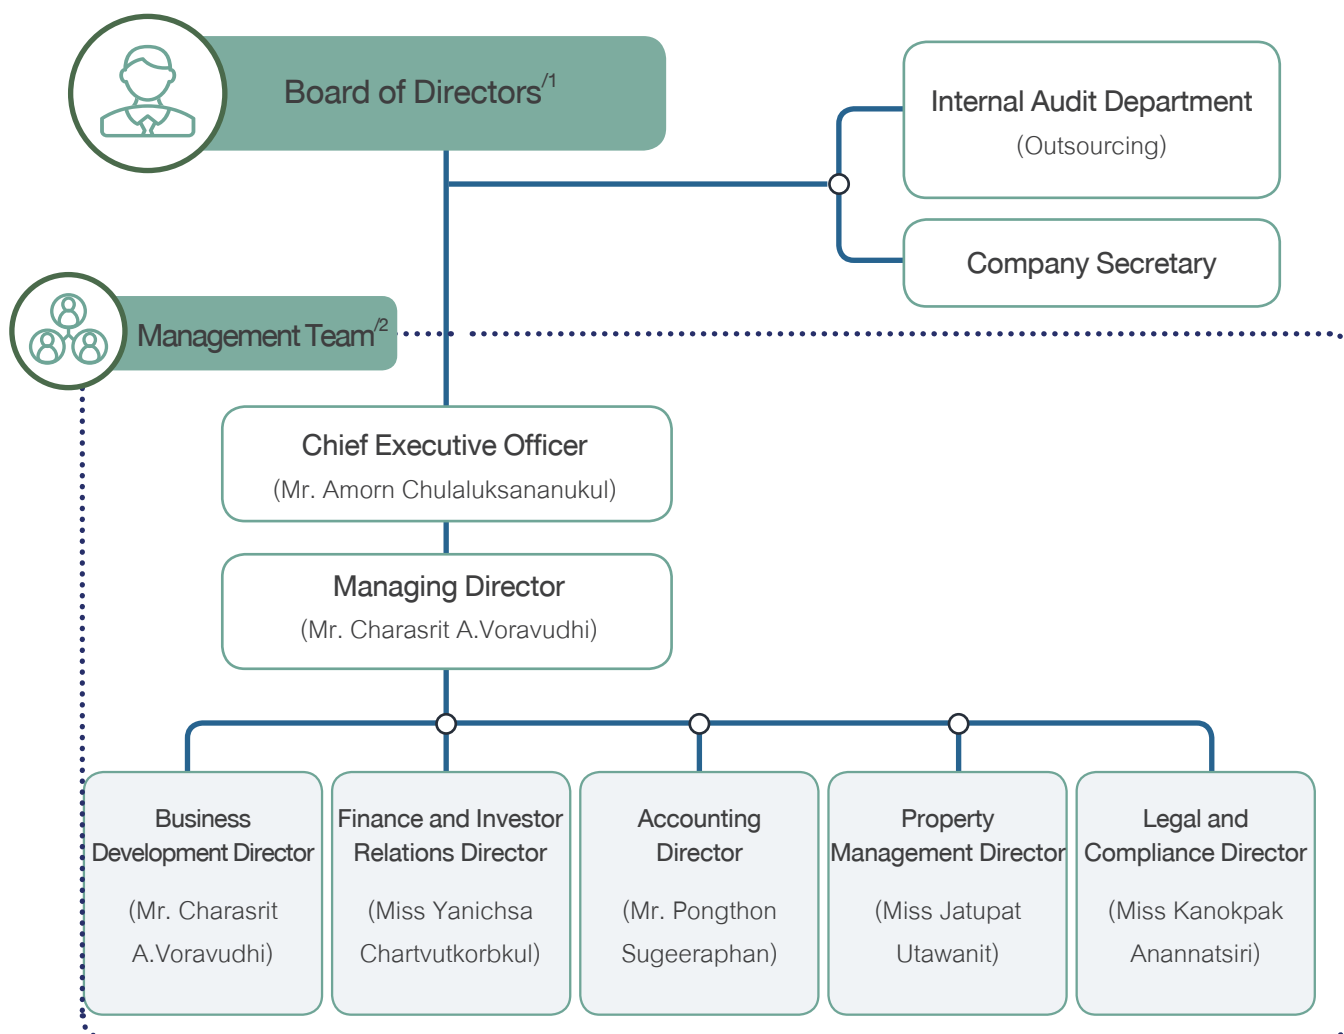 Board of Directors/1
Internal Audit Department
(Outsourcing)
Company Secretary
Management Team/2
Chief Executive Officer
(Mr. Amorn Chulaluksananukul)
Managing Director
(Mr. Charasrit A.Voravudhi)
Business
Development Director
(Mr. Charasrit
A.Voravudhi)
Finance and Investor
Relations Director
(Miss Yanichsa
Chartvutkorbkul)
Accounting
Director
(Mr. Pongthon
Sugeeraphan)
Property
Management Director
(Miss Jatupat
Utawanit)
Legal and
Compliance Director
(Miss Kanokpak
Anannatsiri)